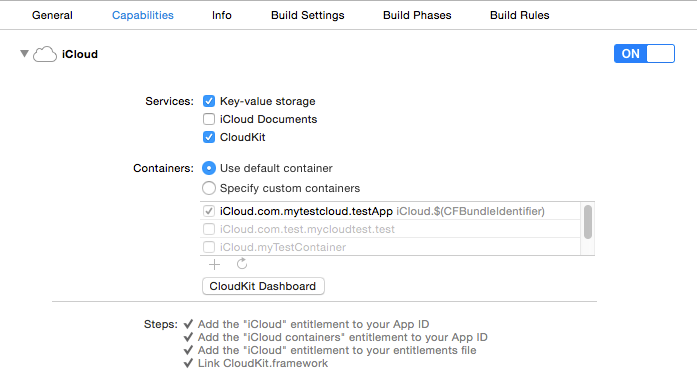 General Capabilities Info Build Settings Build Phases Build Rules
iCloud ON
Services: Key-value storage
iCloud Documents
CloudKit
Containers: Use default container
Specify custom containers
iCloud.com.mytestcloud.testApp iCloud.$(CFBundleIdentifier)
iCloud.com.test.mycloudtest.test
iCloud.myTestContainer
CloudKit Dashboard
Steps: Add the "iCloud" entitlement to your App ID
Add the "iCloud containers" entitlement to your App ID
Add the "iCloud" entitlement to your entitlements file
Link CloudKit.framework